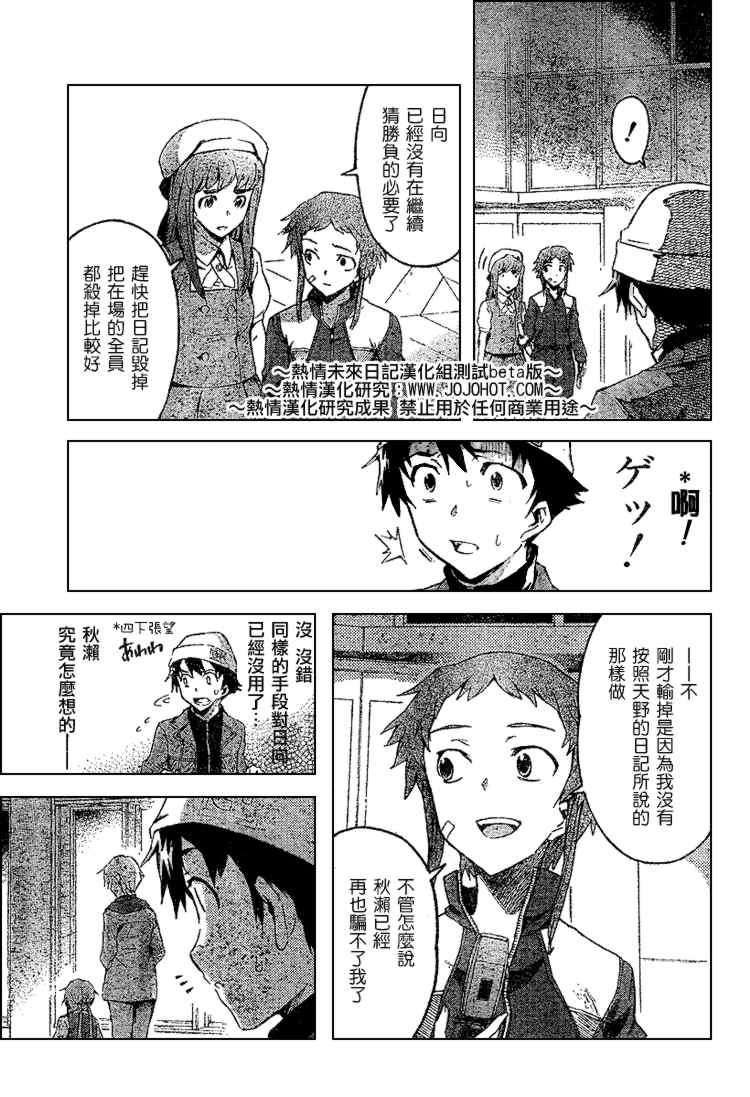 ！
日向
已經沒有在繼續
猜勝負的必要了
趕快把日記毀掉
把在場的全員
都殺掉比較好
～熱情未來日記漢化組測試beta版～
～熱情漢化研究：WWW.JOJOHOT.COM～
～熱情漢化研究成果 禁止用於任何商業用途～
*啊！
ゲッ！
——不
剛才輸掉是因為我沒有
按照天野的日記所說的
那樣做
不管怎麼說
秋瀨已經
再也騙不了我了
沒 沒錯
同樣的手段對日向
已經沒用了…
*四下張望
あわわ
秋瀨
究竟怎麼想的——